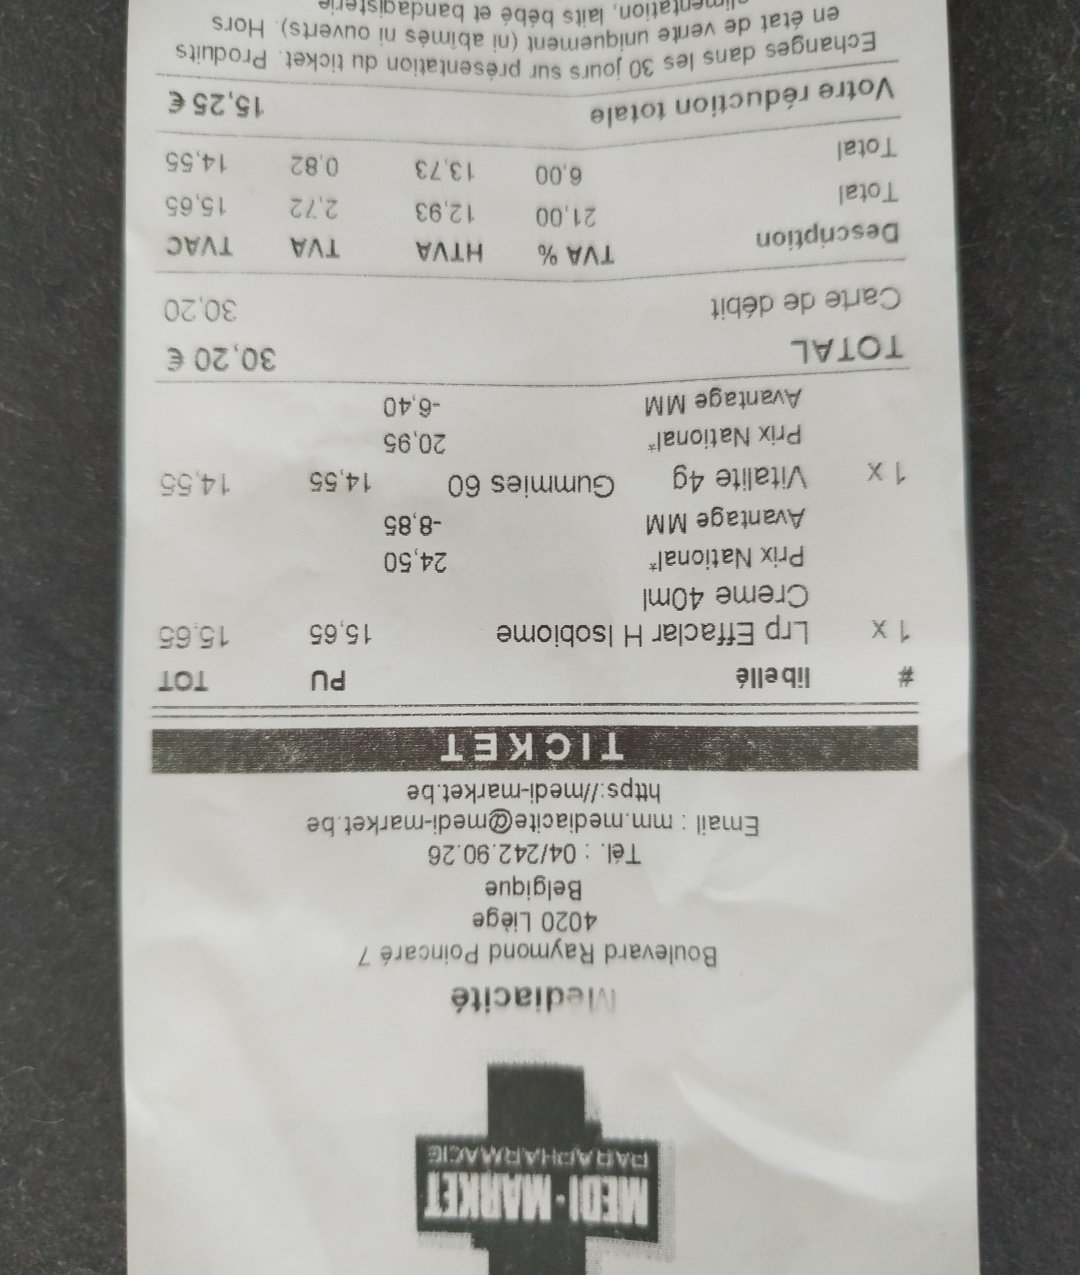 MEDI-MARKET
PARAPHARMACIE
Mediacité
Boulevard Raymond Poincaré 7
4020 Liège
Belgique
Tél. : 04/242.90.26
Email : mm.mediacite@medi-market.be
https://medi-market.be
TICKET
# libellé PU TOT
1 x Lrp Effaclar H Isobiome 15,65 15,65
Creme 40ml
Prix National* 24,50
Avantage MM -8,85
1 x Vitalite 4g Gummies 60 14,55 14,55
Prix National* 20,95
Avantage MM -6,40
TOTAL 30,20 €
Carte de débit 30,20
Description TVA % HTVA TVA TVAC
Total 21,00 12,93 2,72 15,65
Total 6,00 13,73 0,82 14,55
Votre réduction totale 15,25 €
Echanges dans les 30 jours sur présentation du ticket. Produits
en état de vente uniquement (ni abîmés ni ouverts). Hors
alimentation, laits bébé et bandagisterie